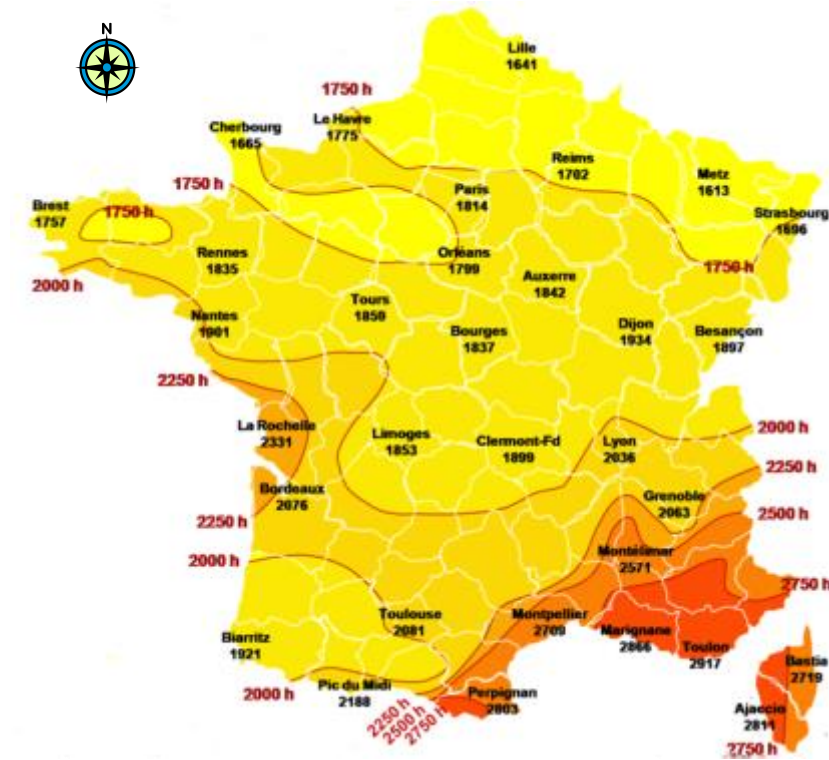 N
Lille
1641
1750 h
Le Havre
1775
Cherbourg
1665
Reims
1702
Metz
1613
1750 h
Paris
1814
Brest
1757
1750 h
Strasbourg
1696
Rennes
1835
Orléans
1799
1750 h
2000 h
Auxerre
1842
Tours
1859
Nantes
1901
Bourges
1837
Dijon
1934
Besançon
1897
2250 h
La Rochelle
2331
Limoges
1853
Clermont-Fd
1899
Lyon
2036
2000 h
2250 h
Bordeaux
2076
Grenoble
2063
2250 h
2500 h
2000 h
Montélimar
2571
2750 h
Toulouse
2081
Montpellier
2709
Marignane
2866
Toulon
2917
Biarritz
1921
Bastia
2719
2000 h
Pic du Midi
2188
Perpignan
2803
Ajaccio
2811
2250 h
2500 h
2750 h
2750 h